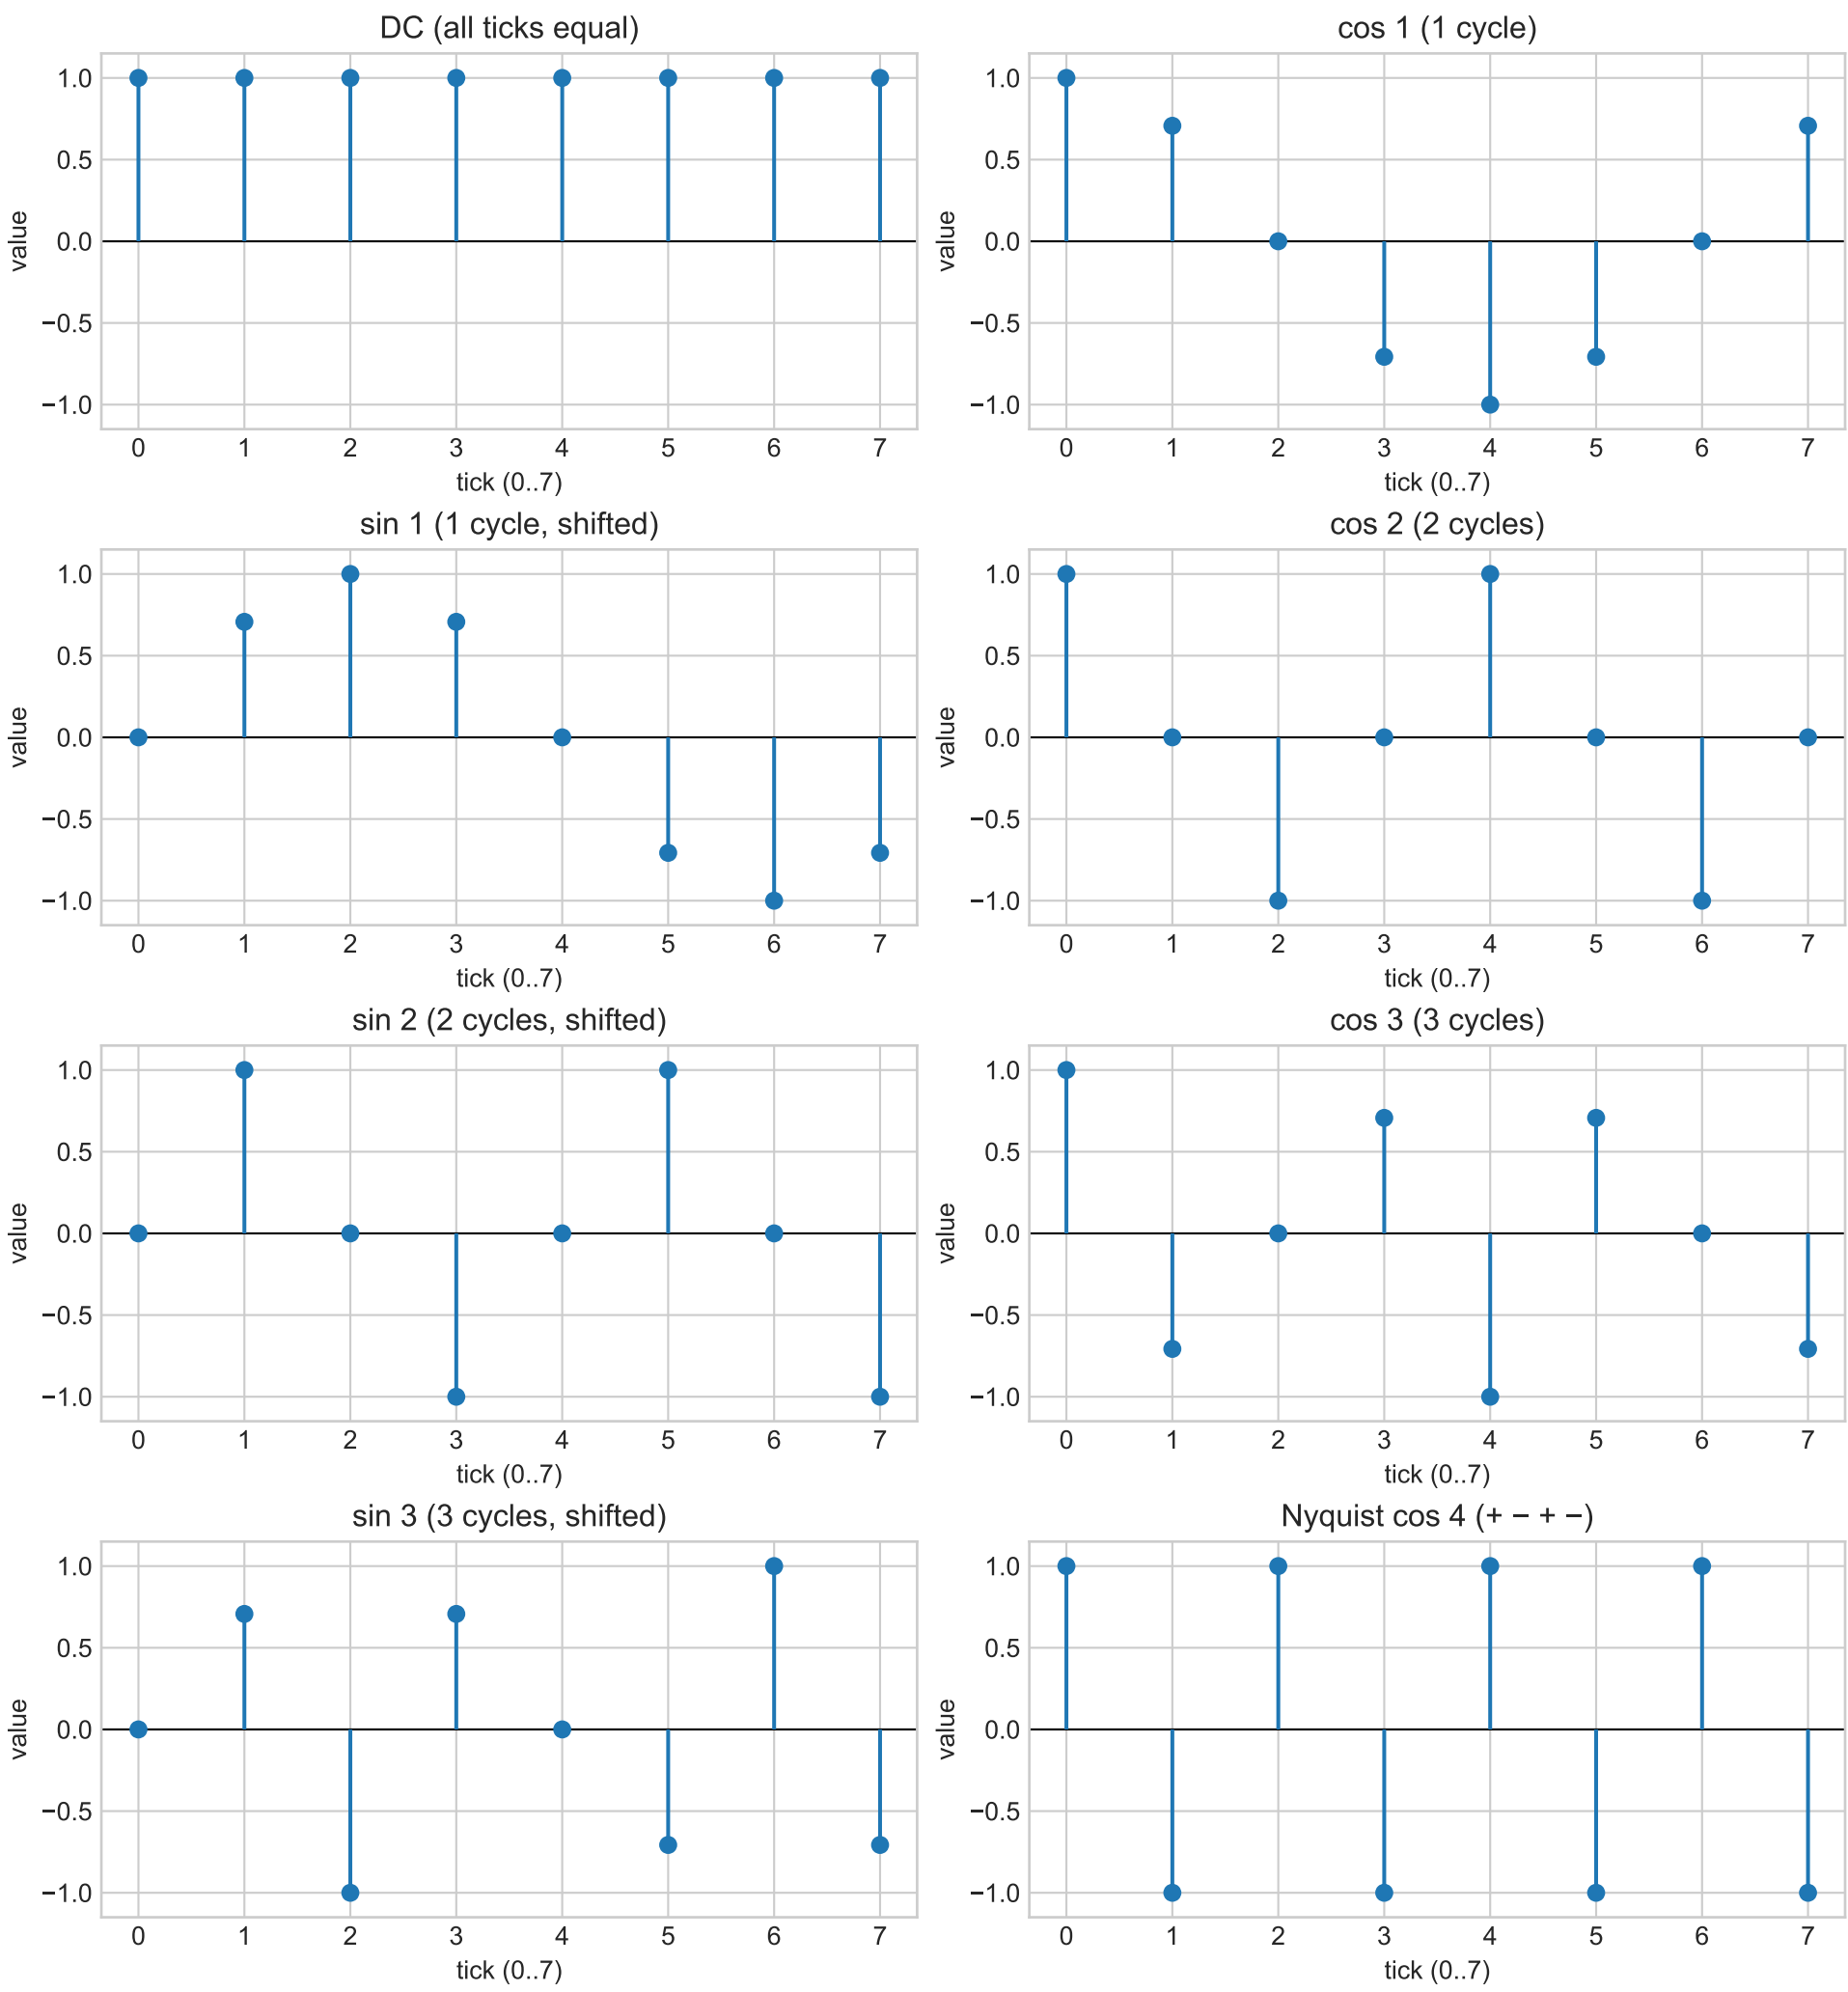 DC (all ticks equal)
1.0
0.5
0.0
−0.5
−1.0
value
0 1 2 3 4 5 6 7
tick (0..7)
cos 1 (1 cycle)
1.0
0.5
0.0
−0.5
−1.0
value
0 1 2 3 4 5 6 7
tick (0..7)
sin 1 (1 cycle, shifted)
1.0
0.5
0.0
−0.5
−1.0
value
0 1 2 3 4 5 6 7
tick (0..7)
cos 2 (2 cycles)
1.0
0.5
0.0
−0.5
−1.0
value
0 1 2 3 4 5 6 7
tick (0..7)
sin 2 (2 cycles, shifted)
1.0
0.5
0.0
−0.5
−1.0
value
0 1 2 3 4 5 6 7
tick (0..7)
cos 3 (3 cycles)
1.0
0.5
0.0
−0.5
−1.0
value
0 1 2 3 4 5 6 7
tick (0..7)
sin 3 (3 cycles, shifted)
1.0
0.5
0.0
−0.5
−1.0
value
0 1 2 3 4 5 6 7
tick (0..7)
Nyquist cos 4 (+ − + −)
1.0
0.5
0.0
−0.5
−1.0
value
0 1 2 3 4 5 6 7
tick (0..7)